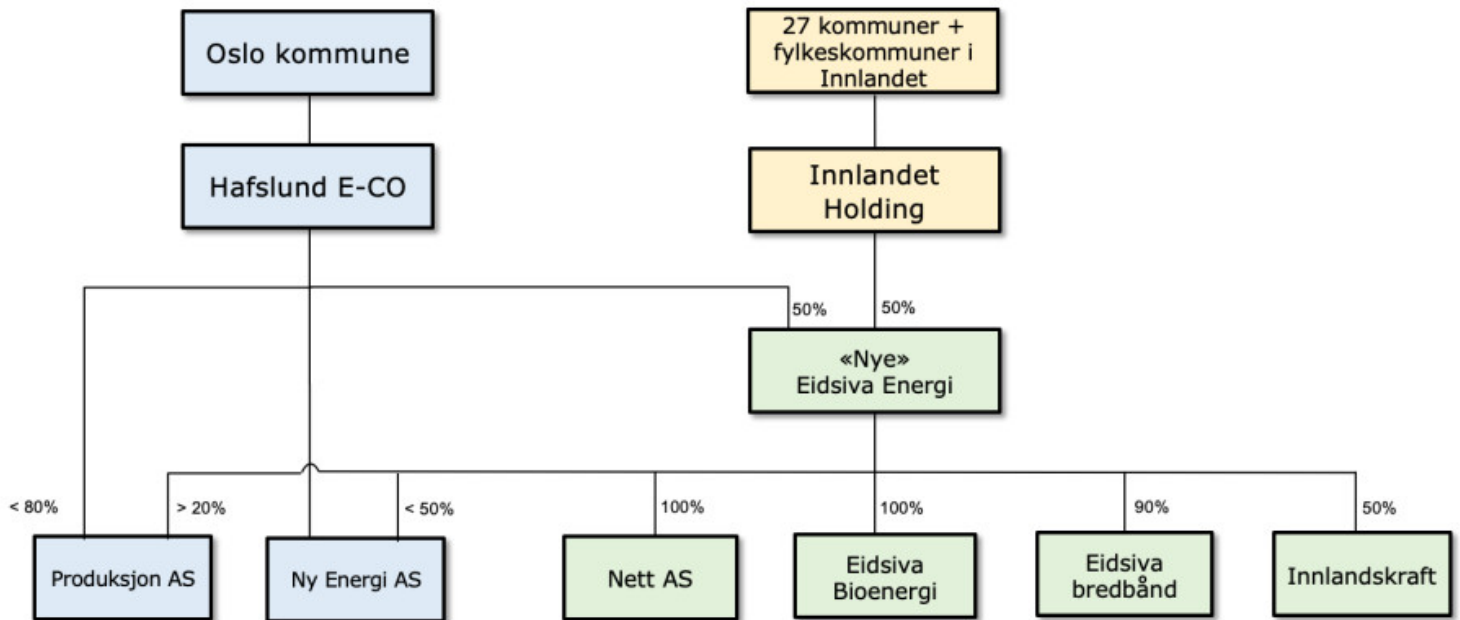 Oslo kommune
27 kommuner +
fylkeskommuner i
Innlandet
Hafslund E-CO
Innlandet
Holding
50%
50%
«Nye»
Eidsiva Energi
< 80%
> 20%
< 50%
100%
100%
90%
50%
Produksjon AS
Ny Energi AS
Nett AS
Eidsiva
Bioenergi
Eidsiva
bredbånd
Innlandskraft